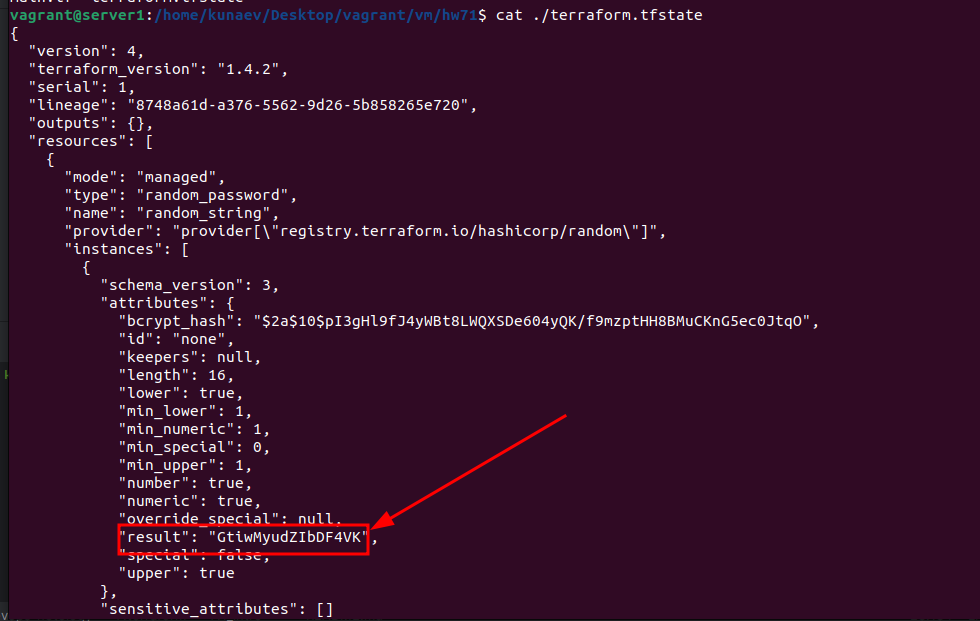 vagrant@server1:/home/kunaev/Desktop/vagrant/vm/hw71$ cat ./terraform.tfstate
{
  "version": 4,
  "terraform_version": "1.4.2",
  "serial": 1,
  "lineage": "8748a61d-a376-5562-9d26-5b858265e720",
  "outputs": {},
  "resources": [
    {
      "mode": "managed",
      "type": "random_password",
      "name": "random_string",
      "provider": "provider[\"registry.terraform.io/hashicorp/random\"]",
      "instances": [
        {
          "schema_version": 3,
          "attributes": {
            "bcrypt_hash": "$2a$10$pI3gHl9fJ4yWBt8LWQXSDe604yQK/f9mzptHH8BMuCKnG5ec0JtqO",
            "id": "none",
            "keepers": null,
            "length": 16,
            "lower": true,
            "min_lower": 1,
            "min_numeric": 1,
            "min_special": 0,
            "min_upper": 1,
            "number": true,
            "numeric": true,
            "override_special": null,
            "result": "GtiwMyudZIbDF4VK",
            "special": false,
            "upper": true
          },
          "sensitive_attributes": []